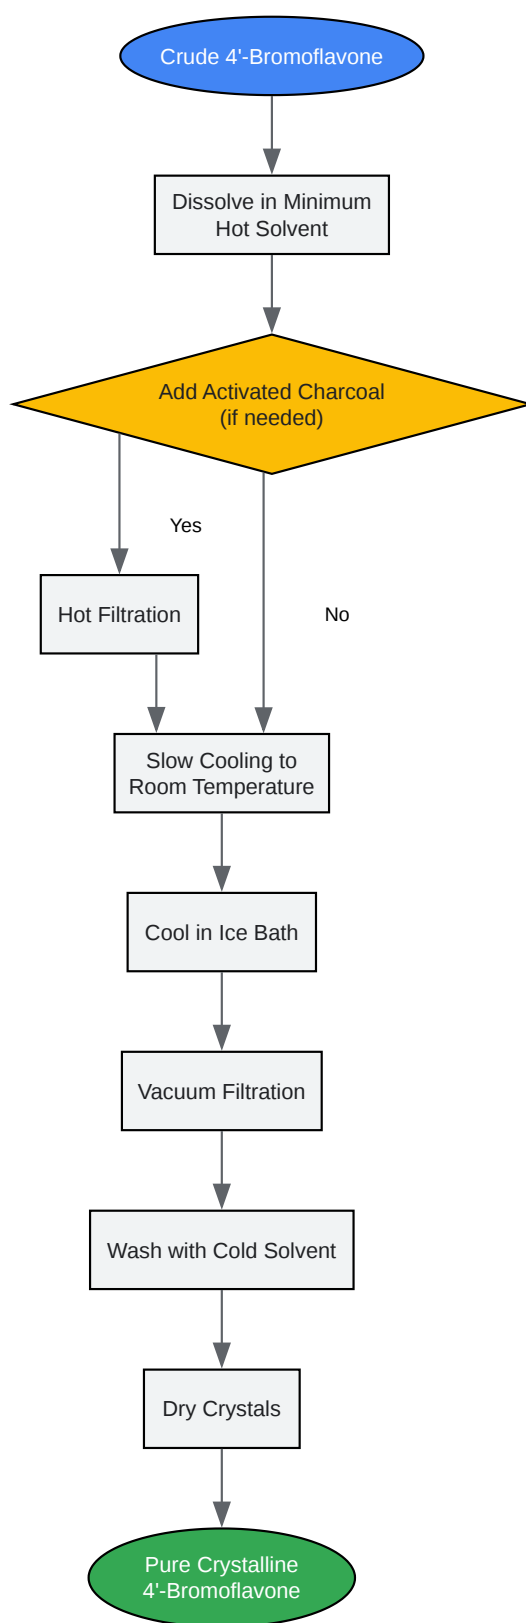 Crude 4'-Bromoflavone
Dissolve in Minimum
Hot Solvent
Add Activated Charcoal
(if needed)
Yes
Hot Filtration
No
Slow Cooling to
Room Temperature
Cool in Ice Bath
Vacuum Filtration
Wash with Cold Solvent
Dry Crystals
Pure Crystalline
4'-Bromoflavone